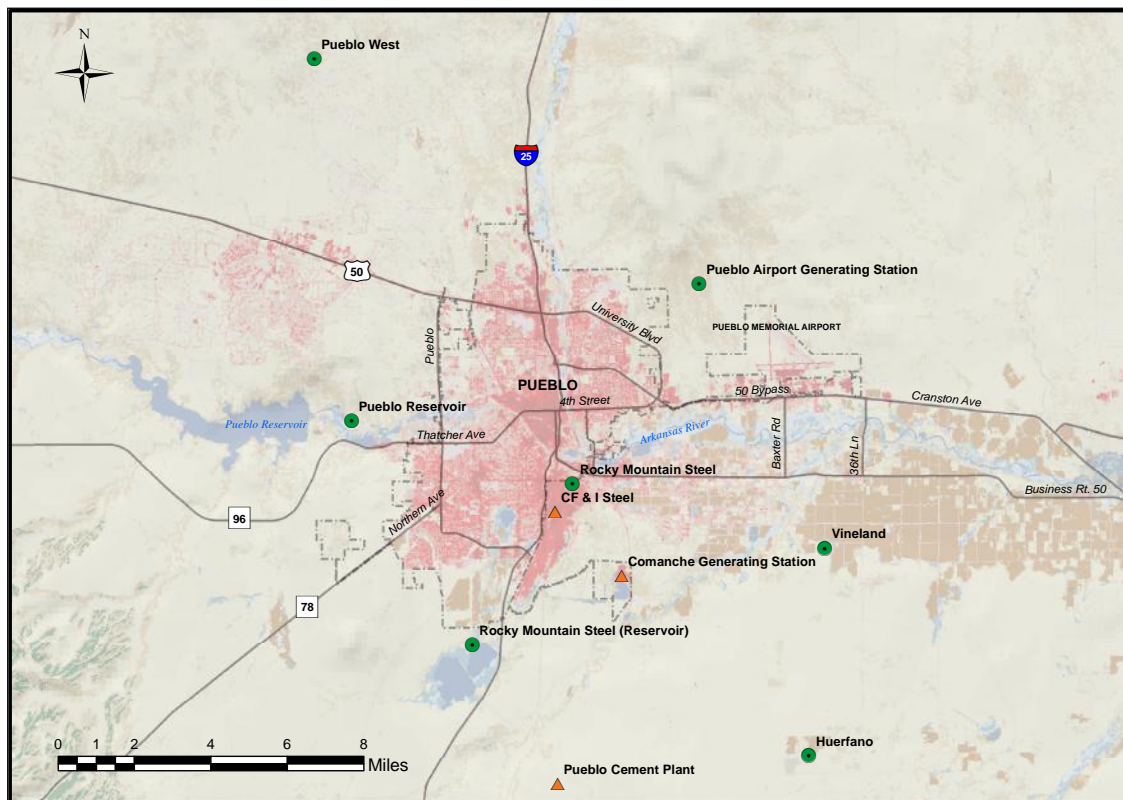 N
Pueblo West
25
50
Pueblo Airport Generating Station
University Blvd
PUEBLO MEMORIAL AIRPORT
Pueblo
PUEBLO
50 Bypass
4th Street
Cranston Ave
Pueblo Reservoir
Pueblo Reservoir
Thatcher Ave
Arkansas River
Baxter Rd
36th Ln
Rocky Mountain Steel
Business Rt. 50
CF & I Steel
Northern Ave
96
Vineland
Comanche Generating Station
78
Rocky Mountain Steel (Reservoir)
0 1 2 4 6 8
Miles
Huerfano
Pueblo Cement Plant